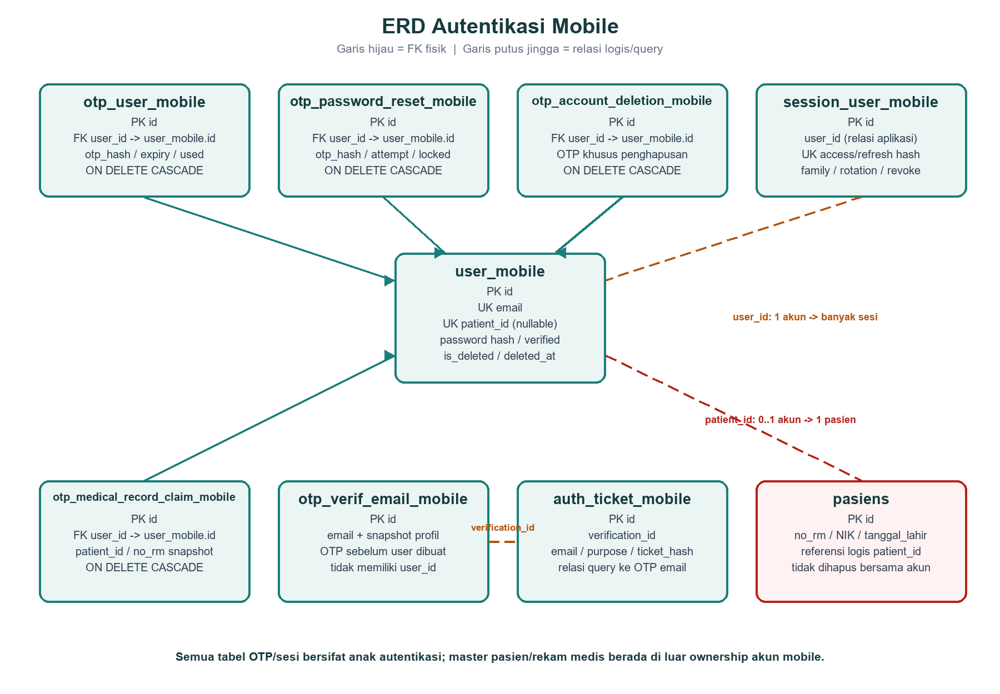 ERD Autentikasi Mobile
Garis hijau = FK fisik | Garis putus jingga = relasi logis/query
otp_user_mobile
PK id
FK user_id -> user_mobile.id
otp_hash / expiry / used
ON DELETE CASCADE
otp_password_reset_mobile
PK id
FK user_id -> user_mobile.id
otp_hash / attempt / locked
ON DELETE CASCADE
otp_account_deletion_mobile
PK id
FK user_id -> user_mobile.id
OTP khusus penghapusan
ON DELETE CASCADE
session_user_mobile
PK id
user_id (relasi aplikasi)
UK access/refresh hash
family / rotation / revoke
user_mobile
PK id
UK email
UK patient_id (nullable)
password hash / verified
is_deleted / deleted_at
user_id: 1 akun -> banyak sesi
patient_id: 0..1 akun -> 1 pasien
otp_medical_record_claim_mobile
PK id
FK user_id -> user_mobile.id
patient_id / no_rm snapshot
ON DELETE CASCADE
otp_verif_email_mobile
PK id
email + snapshot profil
OTP sebelum user dibuat
tidak memiliki user_id
verification_id
auth_ticket_mobile
PK id
verification_id
email / purpose / ticket_hash
relasi query ke OTP email
pasiens
PK id
no_rm / NIK / tanggal_lahir
referensi logis patient_id
tidak dihapus bersama akun
Semua tabel OTP/sesi bersifat anak autentikasi; master pasien/rekam medis berada di luar ownership akun mobile.